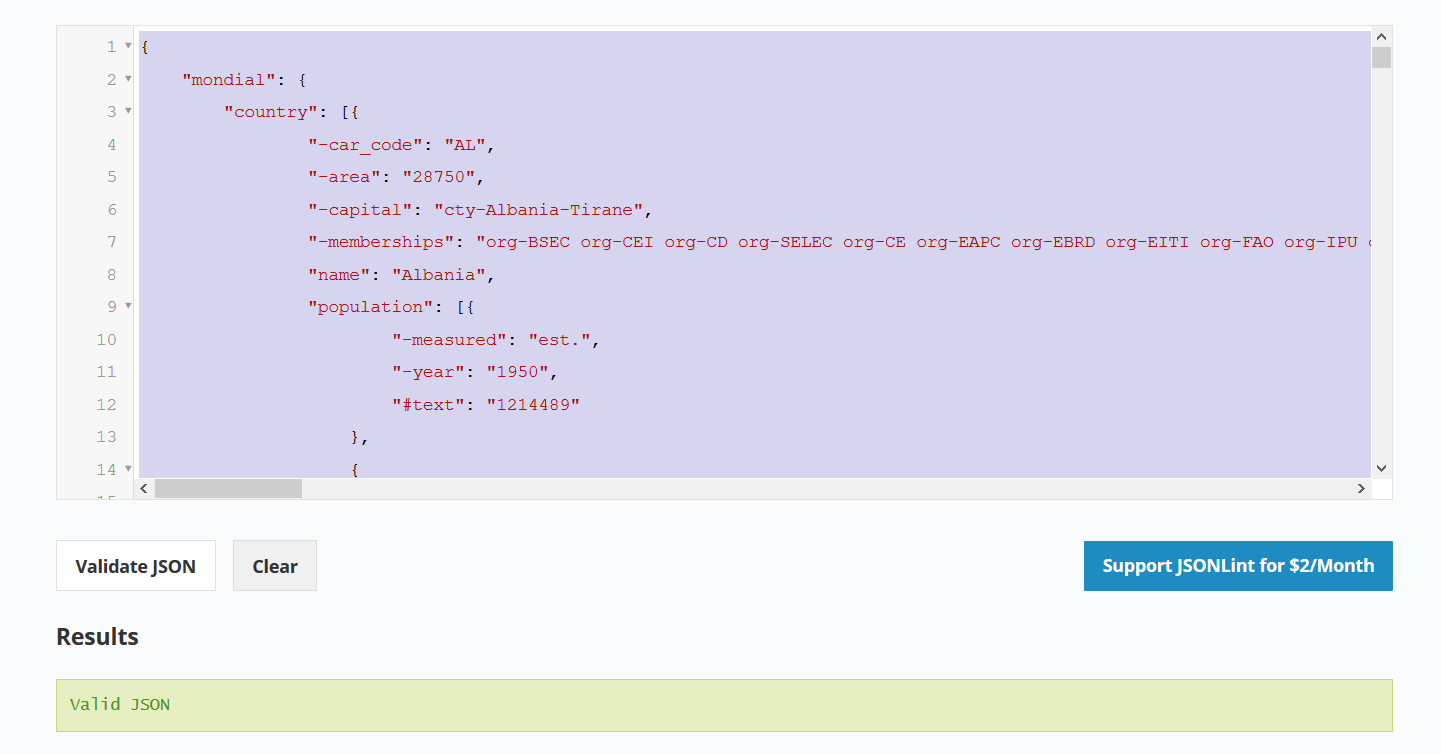 1 {
2 "mondial": {
3 "country": [{
4 "-car_code": "AL",
5 "-area": "28750",
6 "-capital": "cty-Albania-Tirane",
7 "-memberships": "org-BSEC org-CEI org-CD org-SELEC org-CE org-EAPC org-EBRD org-EITI org-FAO org-IPU
8 "name": "Albania",
9 "population": [{
10 "-measured": "est.",
11 "-year": "1950",
12 "#text": "1214489"
13 },
14 {
Validate JSON
Clear
Support JSONLint for $2/Month
Results
Valid JSON